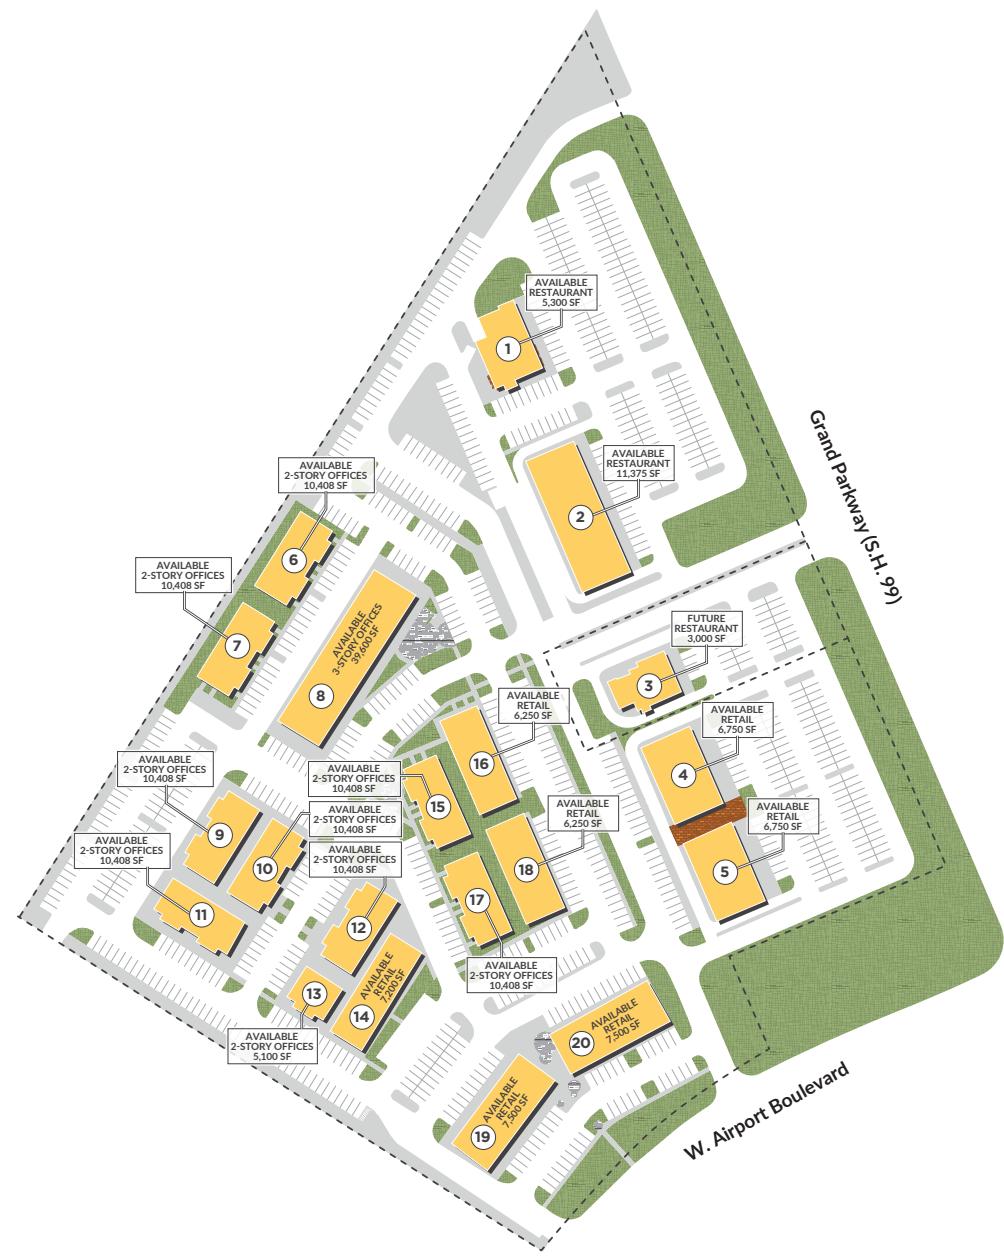 AVAILABLE
RESTAURANT
5,300 SF
1
AVAILABLE
RESTAURANT
11,375 SF
2
Grand Parkway (S.H. 99)
AVAILABLE
2-STORY OFFICES
10,408 SF
6
AVAILABLE
2-STORY OFFICES
10,408 SF
7
AVAILABLE
3-STORY OFFICES
39,600 SF
8
FUTURE
RESTAURANT
3,000 SF
3
AVAILABLE
RETAIL
6,750 SF
4
AVAILABLE
RETAIL
6,250 SF
16
AVAILABLE
2-STORY OFFICES
10,408 SF
9
AVAILABLE
2-STORY OFFICES
10,408 SF
15
AVAILABLE
2-STORY OFFICES
10,408 SF
10
AVAILABLE
RETAIL
6,250 SF
18
AVAILABLE
RETAIL
6,750 SF
5
AVAILABLE
2-STORY OFFICES
10,408 SF
11
AVAILABLE
2-STORY OFFICES
10,408 SF
12
17
AVAILABLE
2-STORY OFFICES
10,408 SF
13
AVAILABLE
2-STORY OFFICES
5,100 SF
AVAILABLE
RETAIL
7,200 SF
14
AVAILABLE
RETAIL
7,500 SF
20
AVAILABLE
RETAIL
7,500 SF
19
W. Airport Boulevard